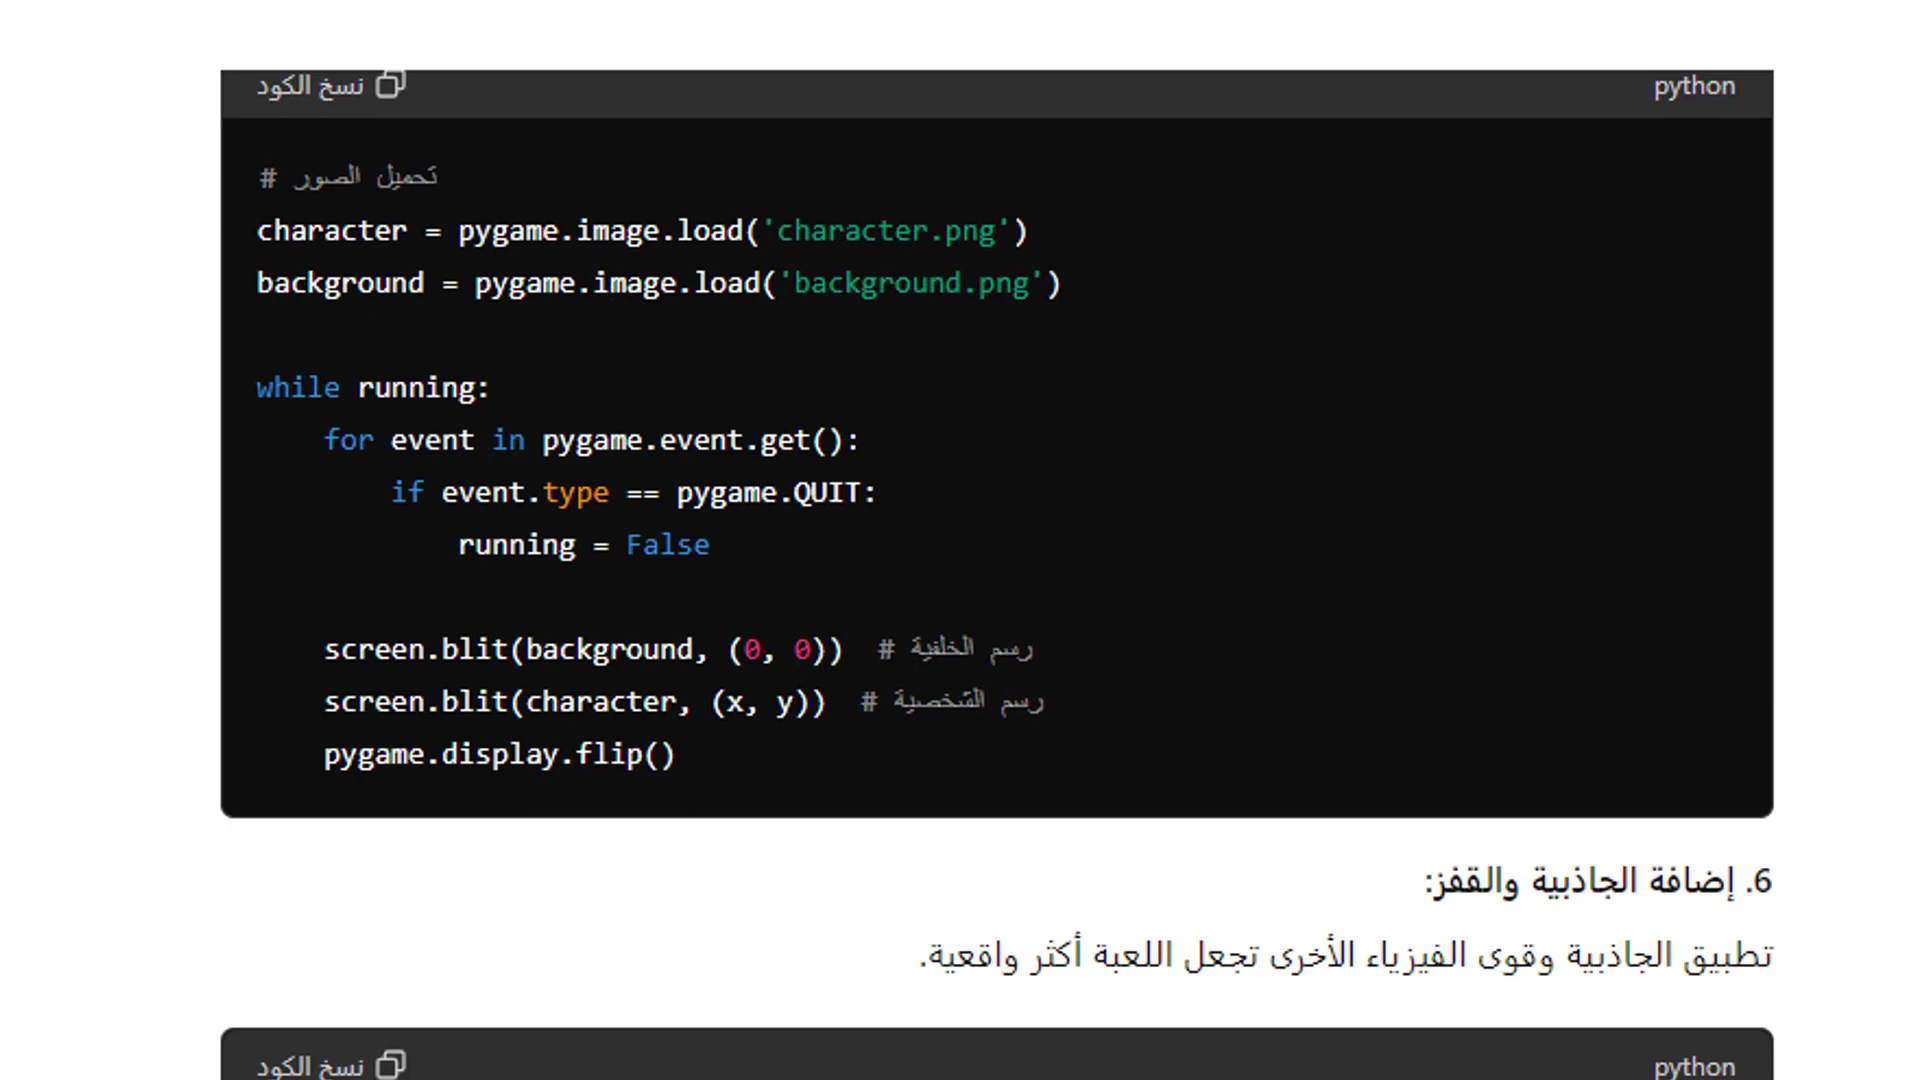 نسخ الكود python
# تحميل الصور
character = pygame.image.load('character.png')
background = pygame.image.load('background.png')
while running:
    for event in pygame.event.get():
        if event.type == pygame.QUIT:
            running = False
    screen.blit(background, (0, 0))  # رسم الخلفية
    screen.blit(character, (x, y))  # رسم الشخصية
    pygame.display.flip()
6. إضافة الجاذبية والقفز:
تطبيق الجاذبية وقوى الفيزياء الأخرى تجعل اللعبة أكثر واقعية.
نسخ الكود python